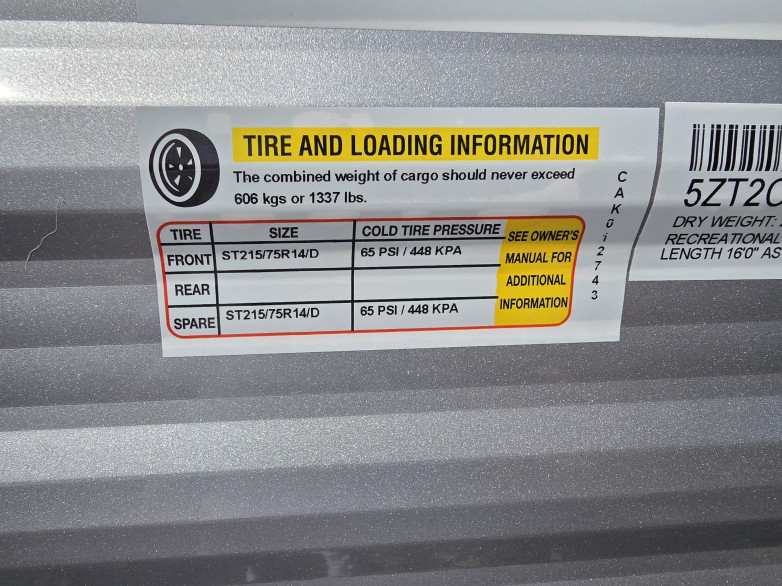 TIRE AND LOADING INFORMATION
The combined weight of cargo should never exceed
606 kgs or 1337 lbs.
TIRE SIZE COLD TIRE PRESSURE
FRONT ST215/75R14/D 65 PSI / 448 KPA
REAR
SPARE ST215/75R14/D 65 PSI / 448 KPA
SEE OWNER'S
MANUAL FOR
ADDITIONAL
INFORMATION
CAK012743
5ZT2C
DRY WEIGHT:
RECREATIONAL
LENGTH 16'0" AS